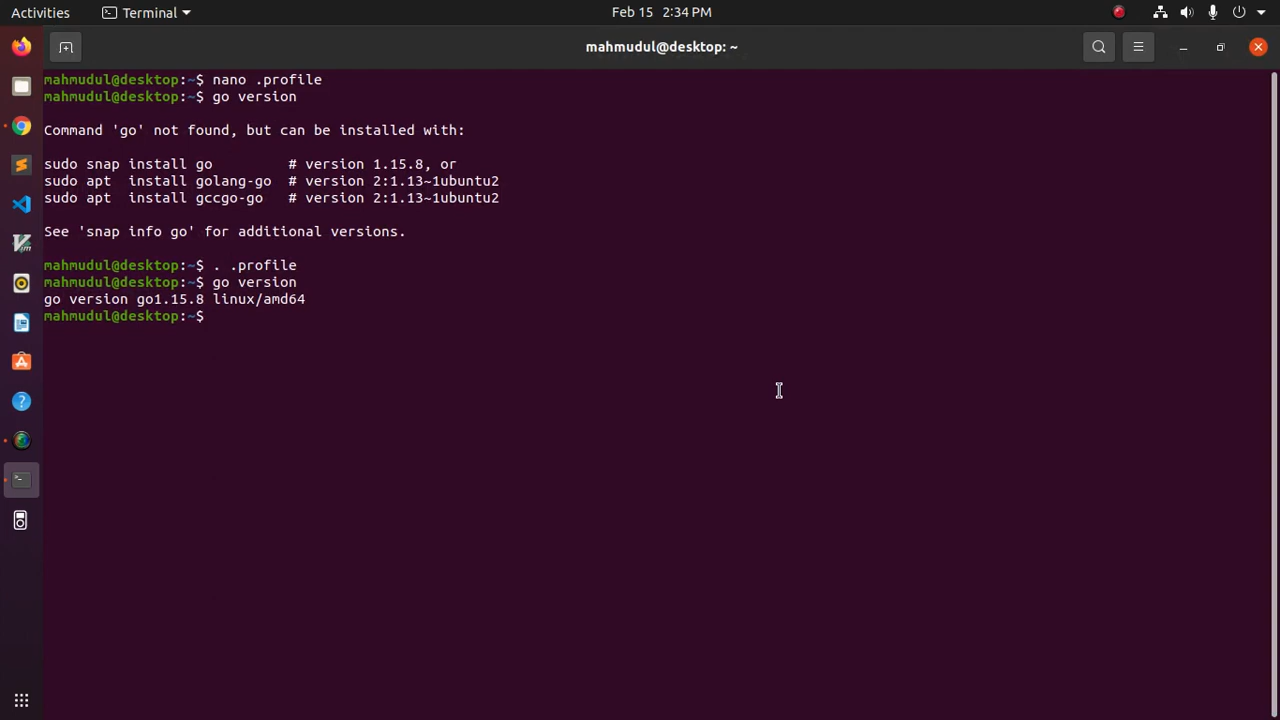 Activities
Terminal
Feb 15 2:34 PM
mahmudul@desktop: ~
mahmudul@desktop:~$ nano .profile
mahmudul@desktop:~$ go version
Command 'go' not found, but can be installed with:
sudo snap install go         # version 1.15.8, or
sudo apt  install golang-go  # version 2:1.13~1ubuntu2
sudo apt  install gccgo-go   # version 2:1.13~1ubuntu2
See 'snap info go' for additional versions.
mahmudul@desktop:~$ . .profile
mahmudul@desktop:~$ go version
go version go1.15.8 linux/amd64
mahmudul@desktop:~$